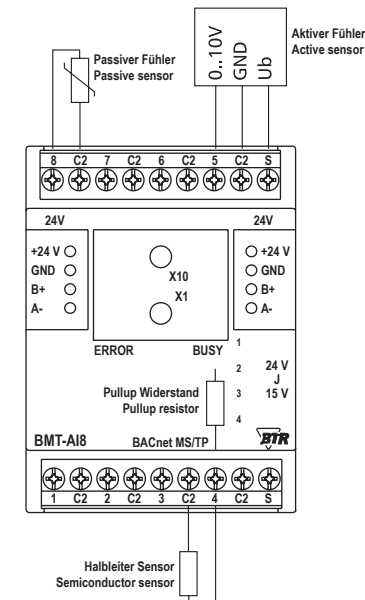 Passiver Fühler
Passive sensor
0..10V
GND
Ub
Aktiver Fühler
Active sensor
8 C2 7 C2 6 C2 5 C2 S
24V
24V
+24 V
GND
B+
A-
X10
X1
+24 V
GND
B+
A-
ERROR
BUSY
1
2
3
4
24 V
J
15 V
Pullup Widerstand
Pullup resistor
BMT-AI8
BACnet MS/TP
BTR
1 C2 2 C2 3 C2 4 C2 S
Halbleiter Sensor
Semiconductor sensor